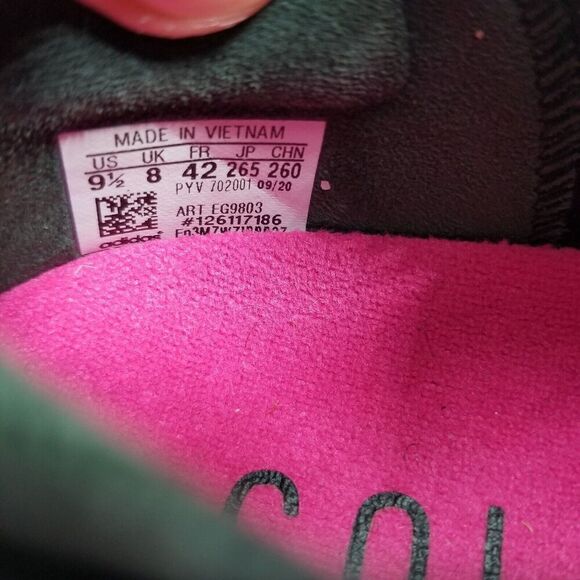 MADE IN VIETNAM
US UK FR JP CHN
9½ 8 42 265 260
PYV 702001 09/20
ART EG9803
#126117186
adidas